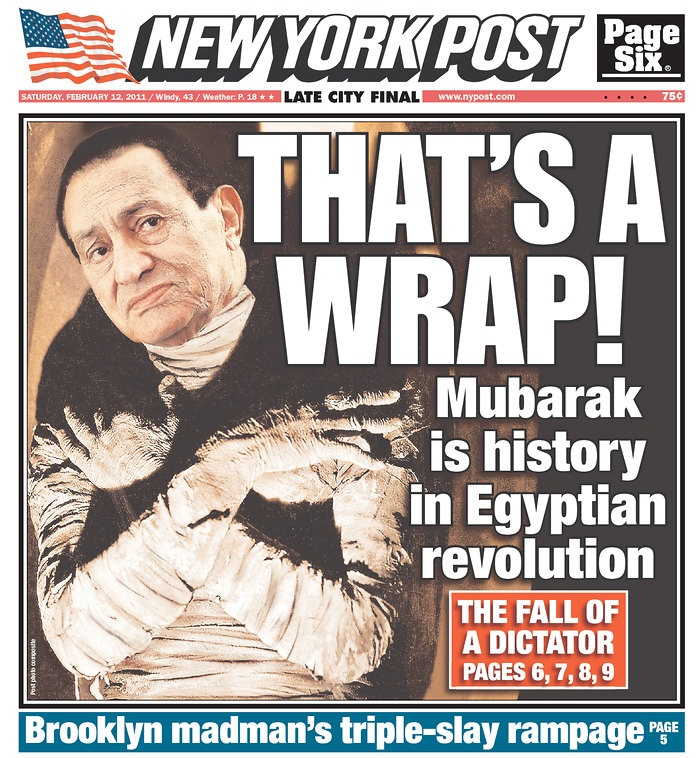 NEW YORK POST
Page
Six®
SATURDAY, FEBRUARY 12, 2011 / Windy, 43 / Weather: P. 18 ★ ★
LATE CITY FINAL
www.nypost.com
• • • • 75¢
THAT'S A
WRAP!
Mubarak
is history
in Egyptian
revolution
THE FALL OF
A DICTATOR
PAGES 6, 7, 8, 9
Post photo composite
Brooklyn madman's triple-slay rampage PAGE
5